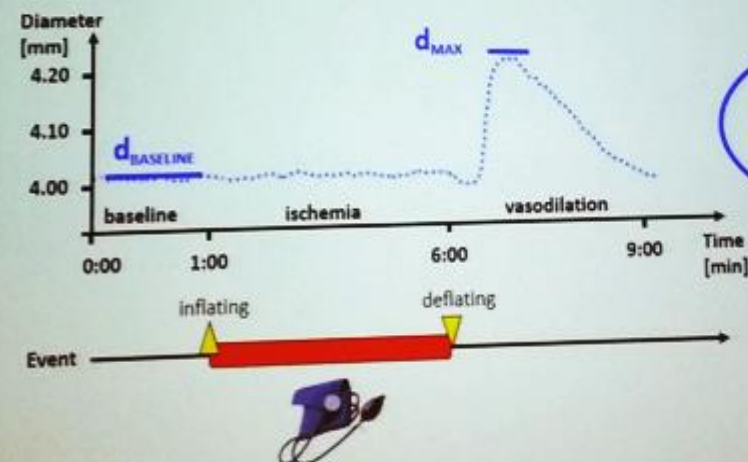 Diameter
[mm]
4.20
4.10
4.00
dMAX
dBASELINE
baseline
ischemia
vasodilation
0:00
1:00
6:00
9:00
Time
[min]
inflating
deflating
Event